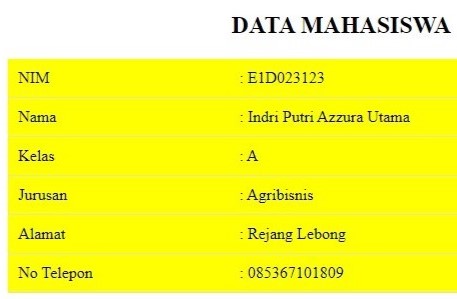 DATA MAHASISWA
NIM : E1D023123
Nama : Indri Putri Azzura Utama
Kelas : A
Jurusan : Agribisnis
Alamat : Rejang Lebong
No Telepon : 085367101809